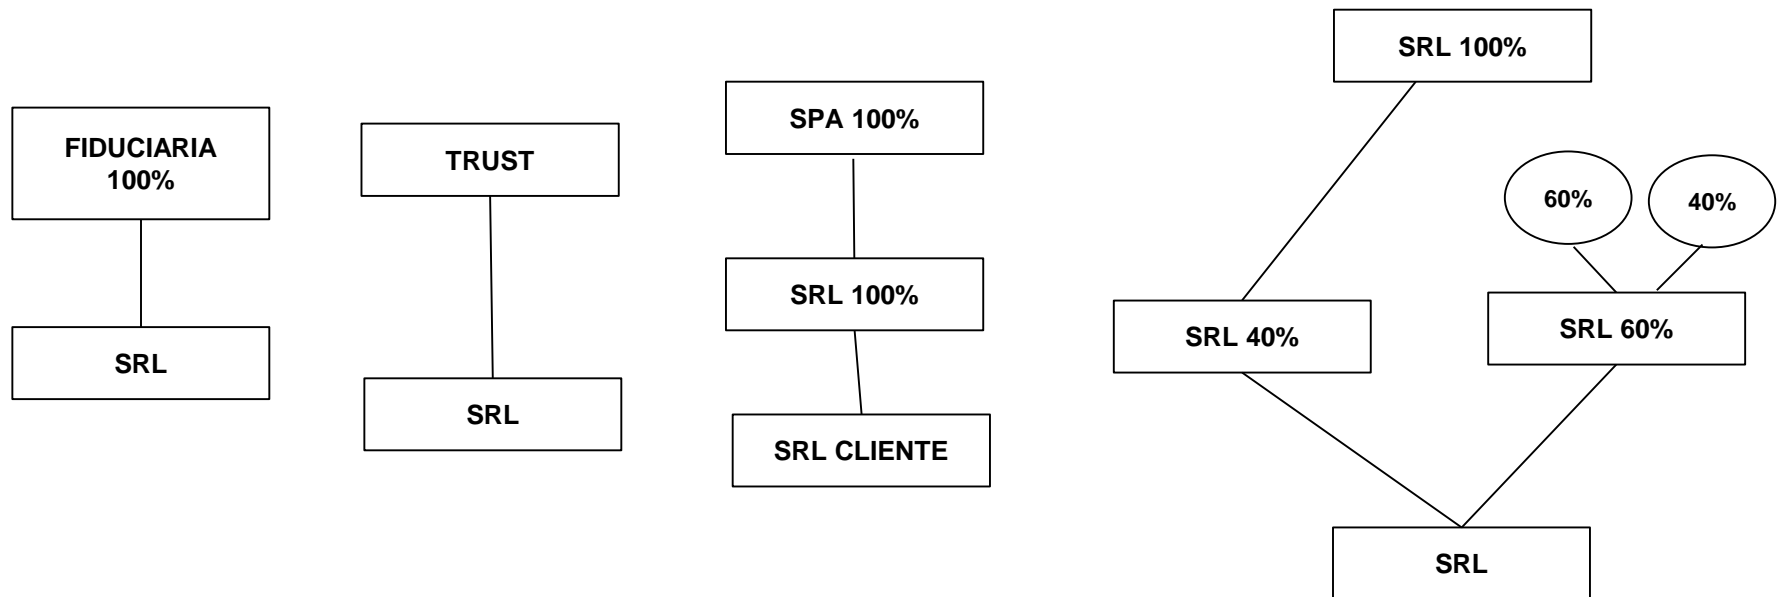 FIDUCIARIA
100%
SRL
TRUST
SRL
SPA 100%
SRL 100%
SRL CLIENTE
SRL 100%
60%
40%
SRL 40%
SRL 60%
SRL